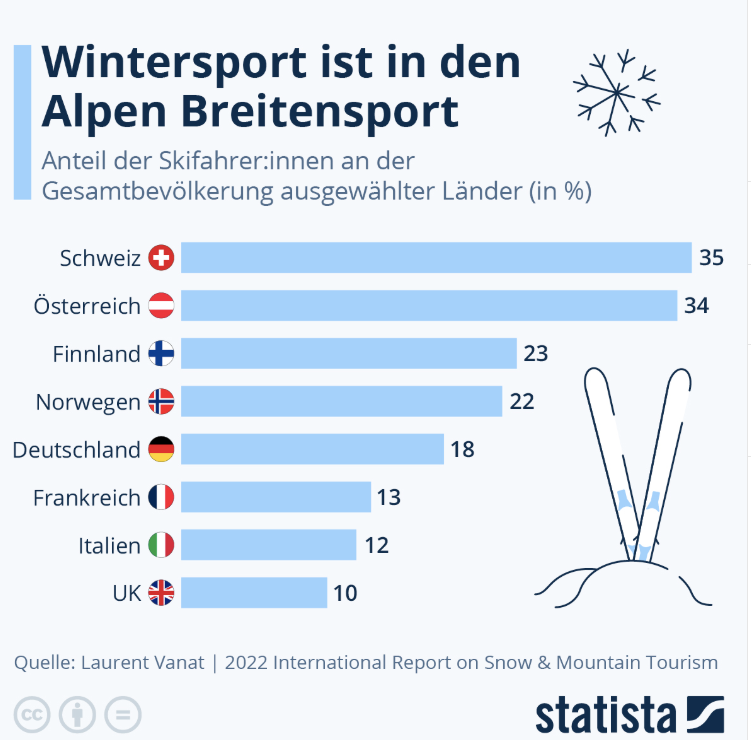 Wintersport ist in den
Alpen Breitensport
Anteil der Skifahrer:innen an der
Gesamtbevölkerung ausgewählter Länder (in %)
Schweiz 35
Österreich 34
Finnland 23
Norwegen 22
Deutschland 18
Frankreich 13
Italien 12
UK 10
Quelle: Laurent Vanat | 2022 International Report on Snow & Mountain Tourism
cc
statista